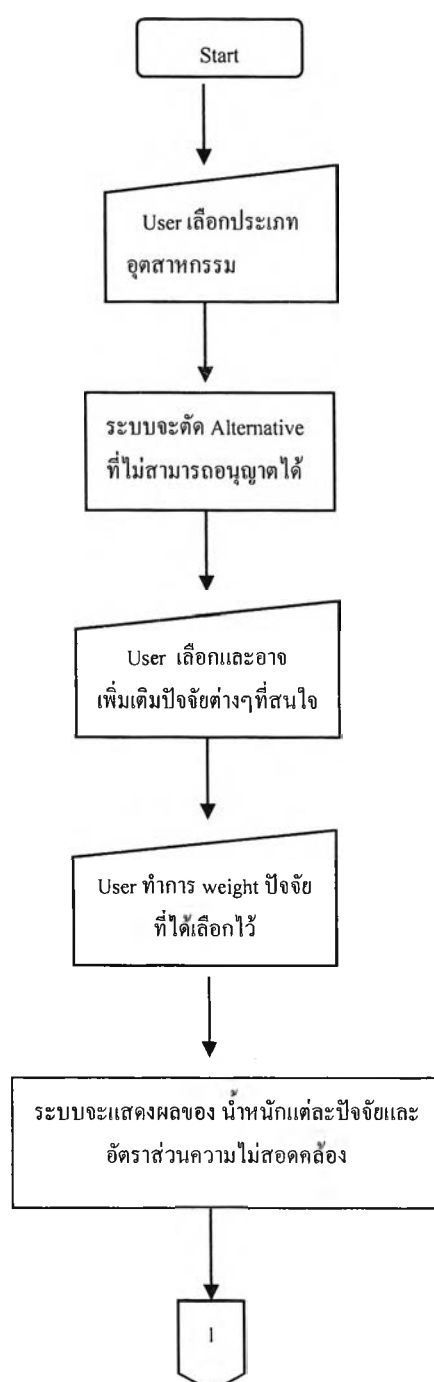 Start
User เลือกประเภท
อุตสาหกรรม
ระบบจะตัด Alternative
ที่ไม่สามารถอนุญาตได้
User เลือกและอาจ
เพิ่มเติมปัจจัยต่างๆที่สนใจ
User ทำการ weight ปัจจัย
ที่ได้เลือกไว้
ระบบจะแสดงผลของ น้ำหนักแต่ละปัจจัยและ
อัตราส่วนความไม่สอดคล้อง
1